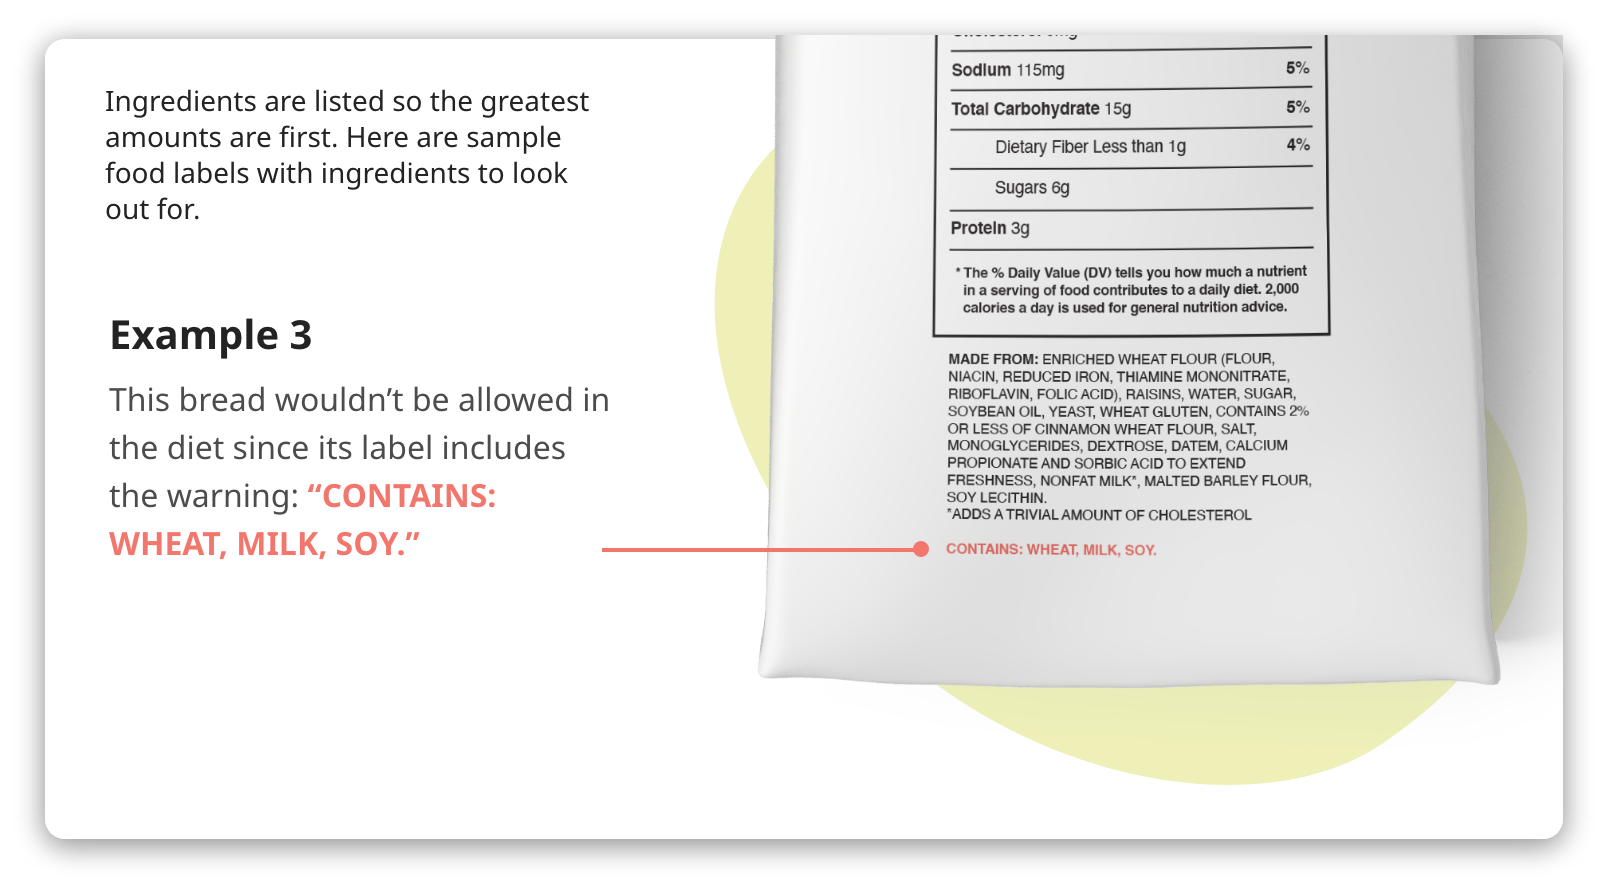 Ingredients are listed so the greatest
amounts are first. Here are sample
food labels with ingredients to look
out for.
Example 3
This bread wouldn’t be allowed in
the diet since its label includes
the warning: “CONTAINS:
WHEAT, MILK, SOY.”
Sodium 115mg 5%
Total Carbohydrate 15g 5%
Dietary Fiber Less than 1g 4%
Sugars 6g
Protein 3g
* The % Daily Value (DV) tells you how much a nutrient
in a serving of food contributes to a daily diet. 2,000
calories a day is used for general nutrition advice.
MADE FROM: ENRICHED WHEAT FLOUR (FLOUR,
NIACIN, REDUCED IRON, THIAMINE MONONITRATE,
RIBOFLAVIN, FOLIC ACID), RAISINS, WATER, SUGAR,
SOYBEAN OIL, YEAST, WHEAT GLUTEN, CONTAINS 2%
OR LESS OF CINNAMON WHEAT FLOUR, SALT,
MONOGLYCERIDES, DEXTROSE, DATEM, CALCIUM
PROPIONATE AND SORBIC ACID TO EXTEND
FRESHNESS, NONFAT MILK*, MALTED BARLEY FLOUR,
SOY LECITHIN.
*ADDS A TRIVIAL AMOUNT OF CHOLESTEROL
CONTAINS: WHEAT, MILK, SOY.